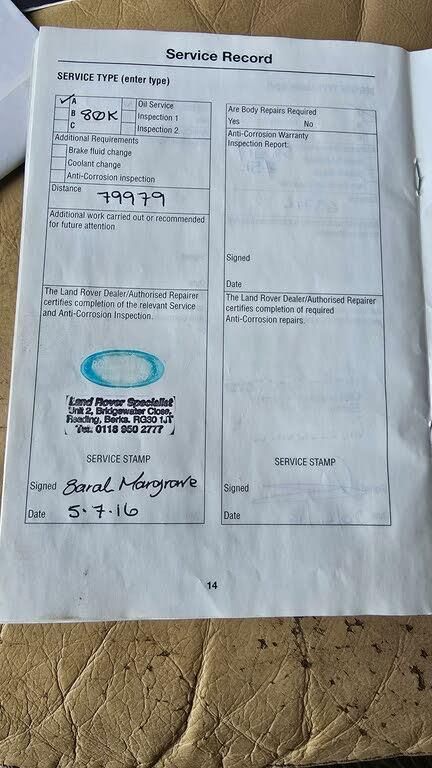 Service Record
SERVICE TYPE (enter type)
A
B
C
80K
Oil Service
Inspection 1
Inspection 2
Additional Requirements
Brake fluid change
Coolant change
Anti-Corrosion inspection
Distance
79979
Additional work carried out or recommended
for future attention
The Land Rover Dealer/Authorised Repairer
certifies completion of the relevant Service
and Anti-Corrosion Inspection.
Land Rover Specialist
Unit 2, Bridgewater Close,
Reading, Berks. RG30 1JT
Tel. 0118 950 2777
SERVICE STAMP
Signed Sarah Margrave
Date 5.7.16
Are Body Repairs Required
Yes No
Anti-Corrosion Warranty
Inspection Report:
Signed
Date
The Land Rover Dealer/Authorised Repairer
certifies completion of required
Anti-Corrosion repairs.
SERVICE STAMP
Signed
Date
14